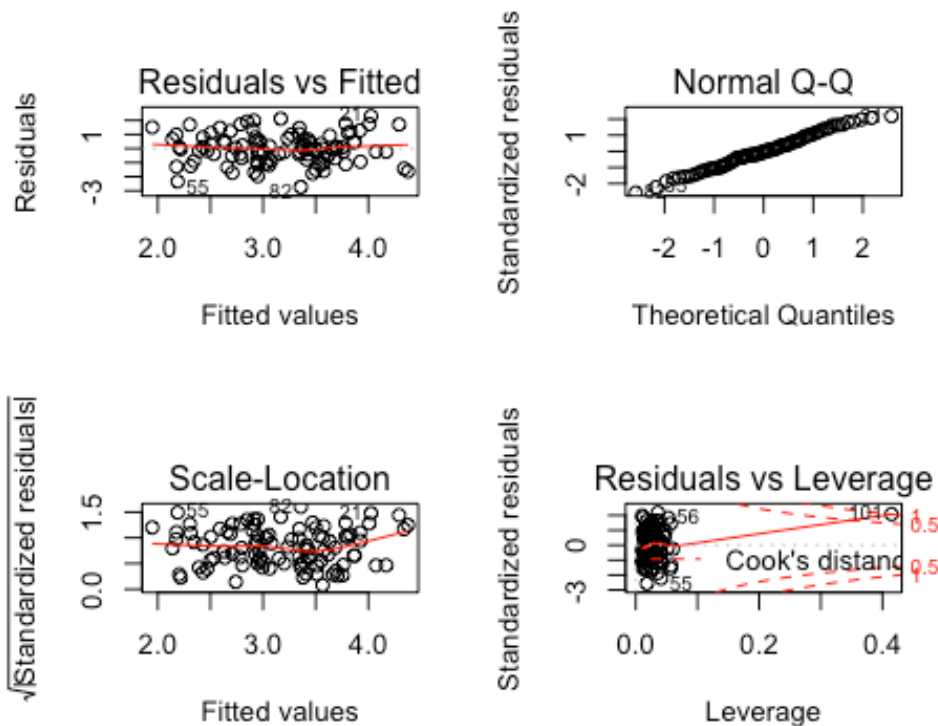 Residuals vs Fitted
Residuals
1
-3
21
55
82
2.0 3.0 4.0
Fitted values
Normal Q-Q
Standardized residuals
1
-2
-2 -1 0 1 2
Theoretical Quantiles
Scale-Location
√|Standardized residuals|
1.5
0.0
55
82
21
2.0 3.0 4.0
Fitted values
Residuals vs Leverage
Standardized residuals
0
-3
56
101
55
Cook's distanc
1
0.5
0.5
1
0.0 0.2 0.4
Leverage